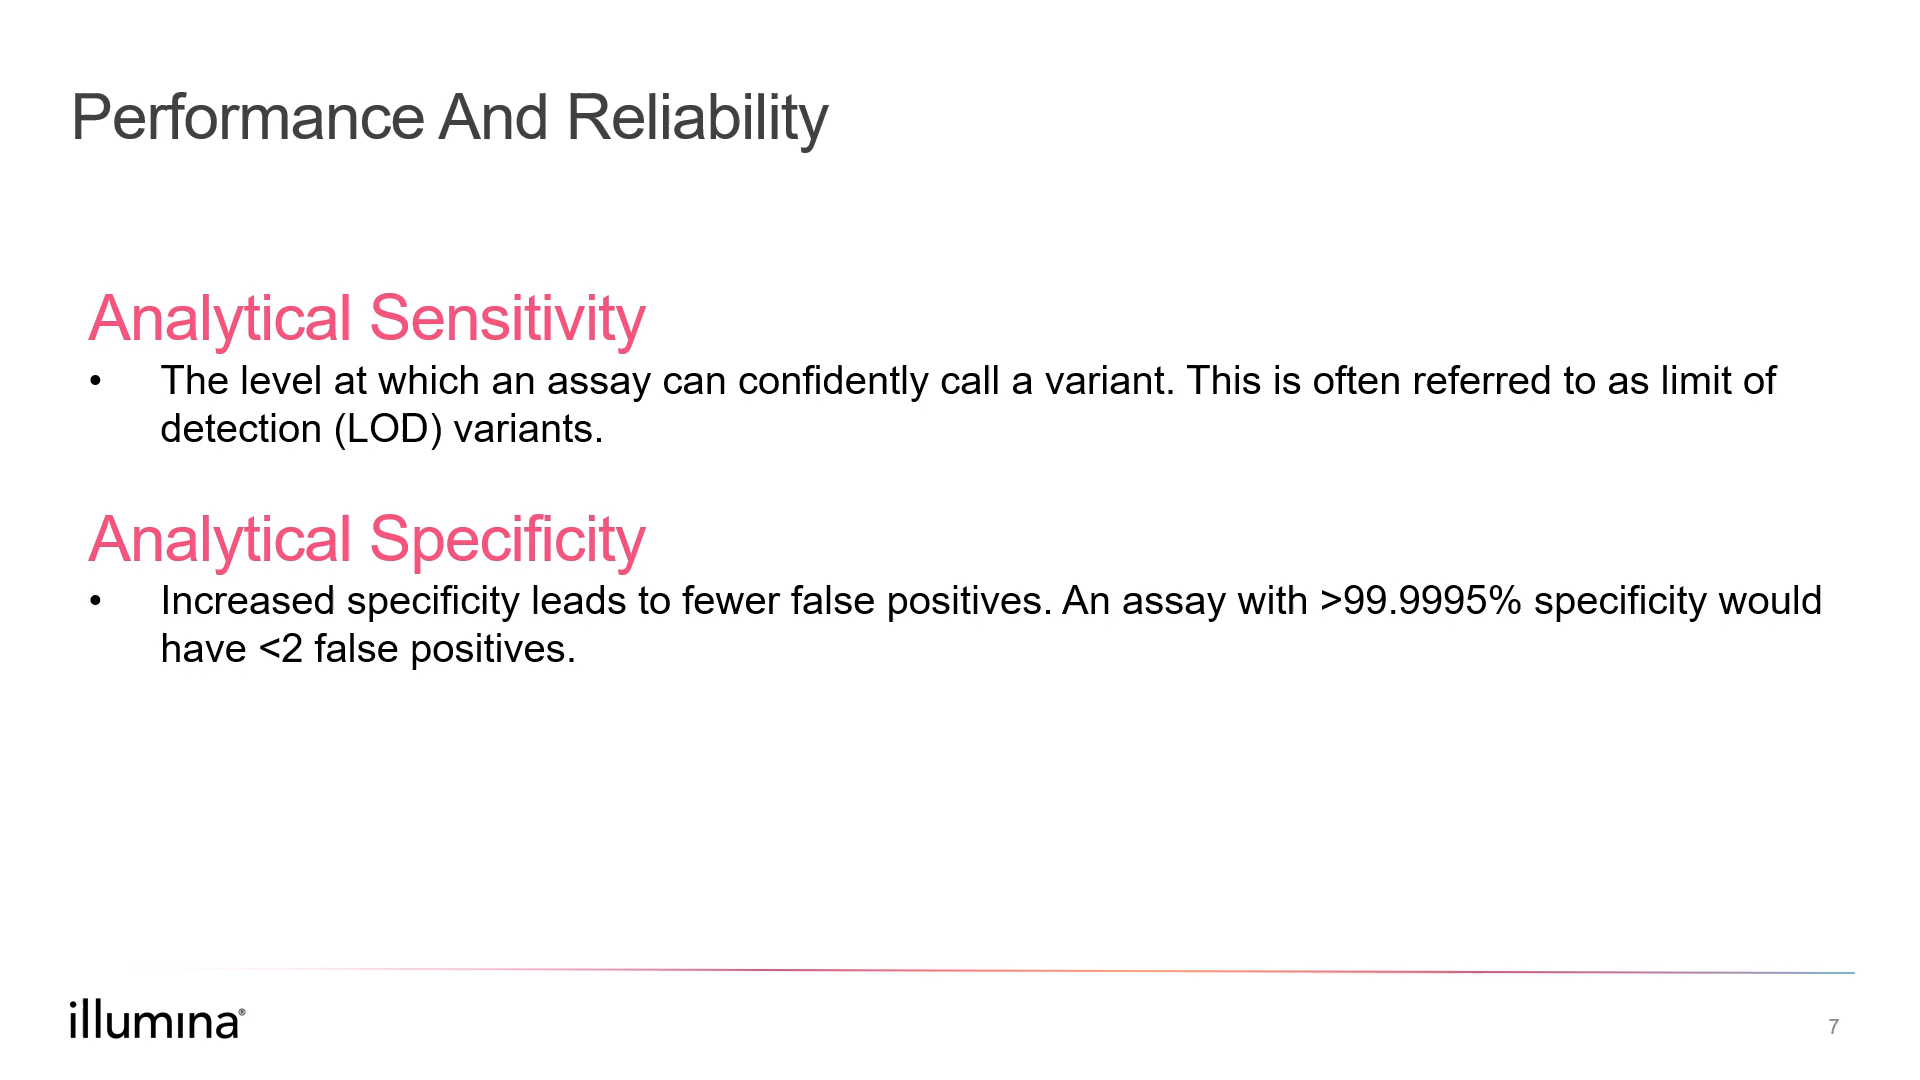 Performance And Reliability
Analytical Sensitivity
• The level at which an assay can confidently call a variant. This is often referred to as limit of
detection (LOD) variants.
Analytical Specificity
• Increased specificity leads to fewer false positives. An assay with >99.9995% specificity would
have <2 false positives.
illumina®
7